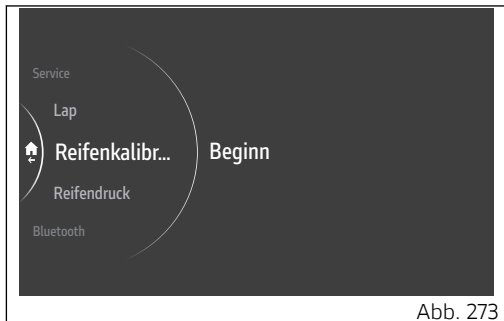 Service
Lap
Reifenkalibr... Beginn
Reifendruck
Bluetooth
Abb. 273